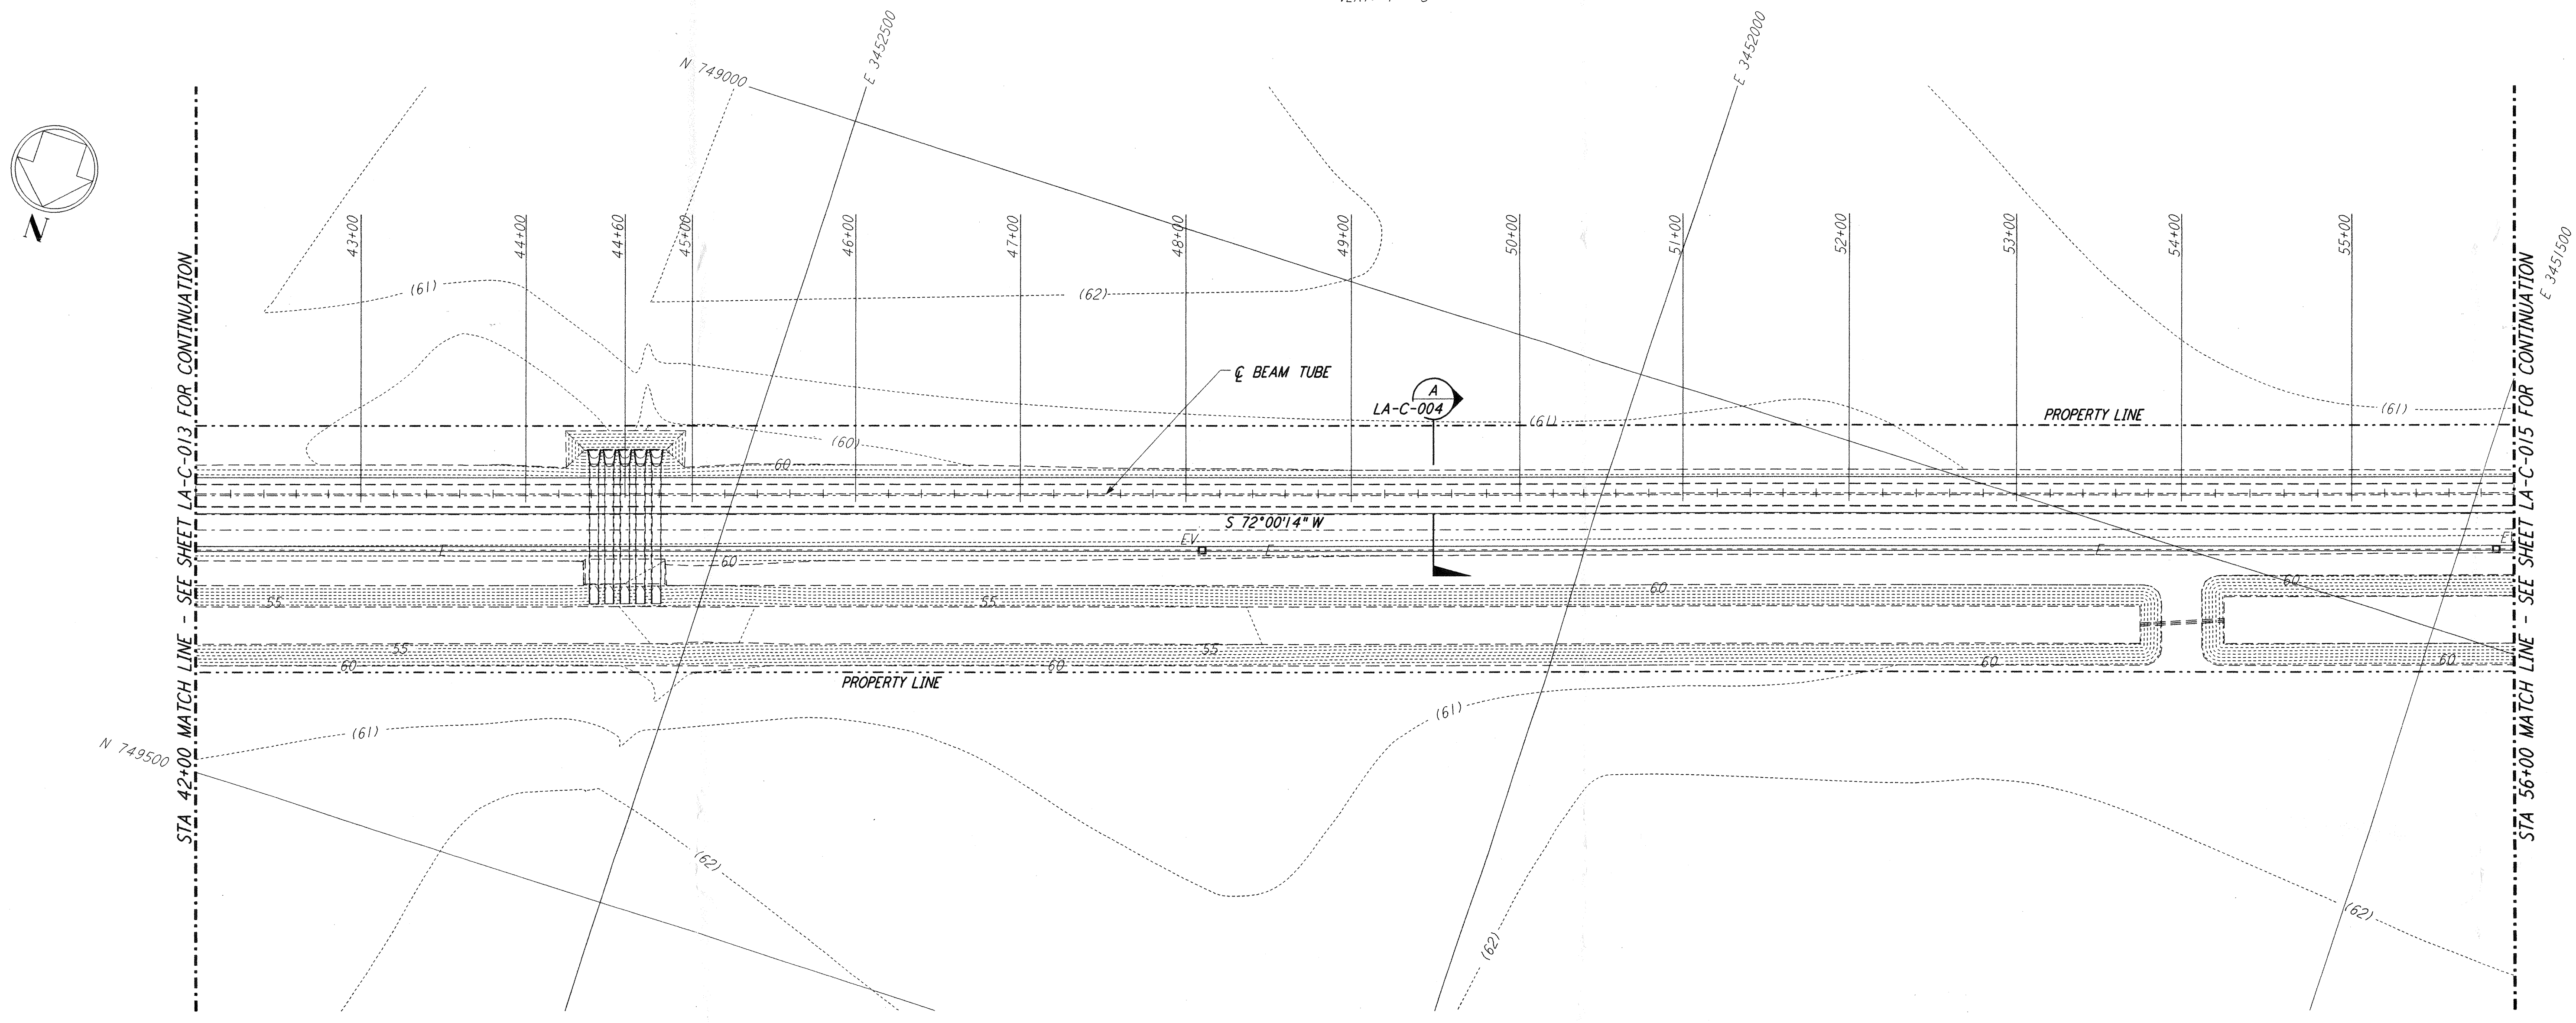 E 3452500
E 3452000
N 749000
N
43+00
44+00
44+60
45+00
46+00
47+00
48+00
49+00
50+00
51+00
52+00
53+00
54+00
55+00
E 3451500
STA 42+00 MATCH LINE - SEE SHEET LA-C-013 FOR CONTINUATION
STA 56+00 MATCH LINE - SEE SHEET LA-C-015 FOR CONTINUATION
(61)
(62)
℄ BEAM TUBE
A
LA-C-004
(61)
(61)
PROPERTY LINE
(60)
60
S 72°00'14" W
EV
E
E
E
60
55
55
60
60
55
60
55
60
60
60
PROPERTY LINE
(61)
(61)
N 749500
(62)
(62)
(62)